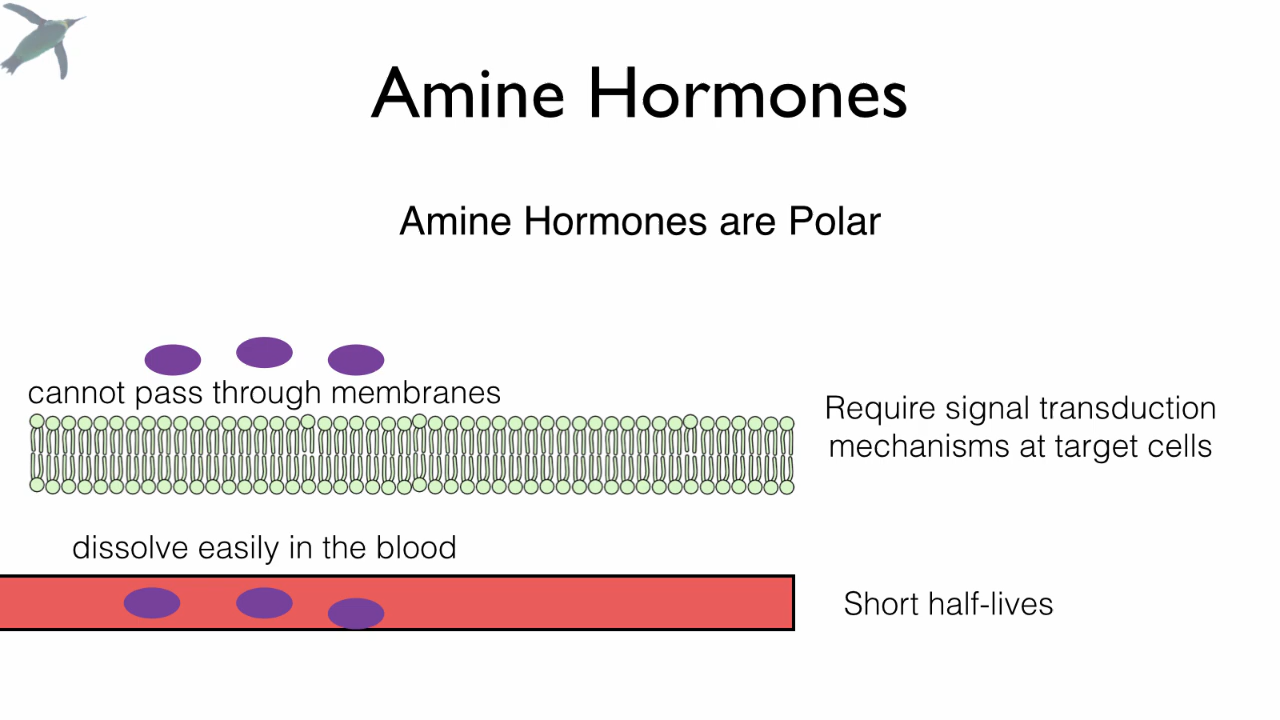 Amine Hormones
Amine Hormones are Polar
cannot pass through membranes
Require signal transduction
mechanisms at target cells
dissolve easily in the blood
Short half-lives